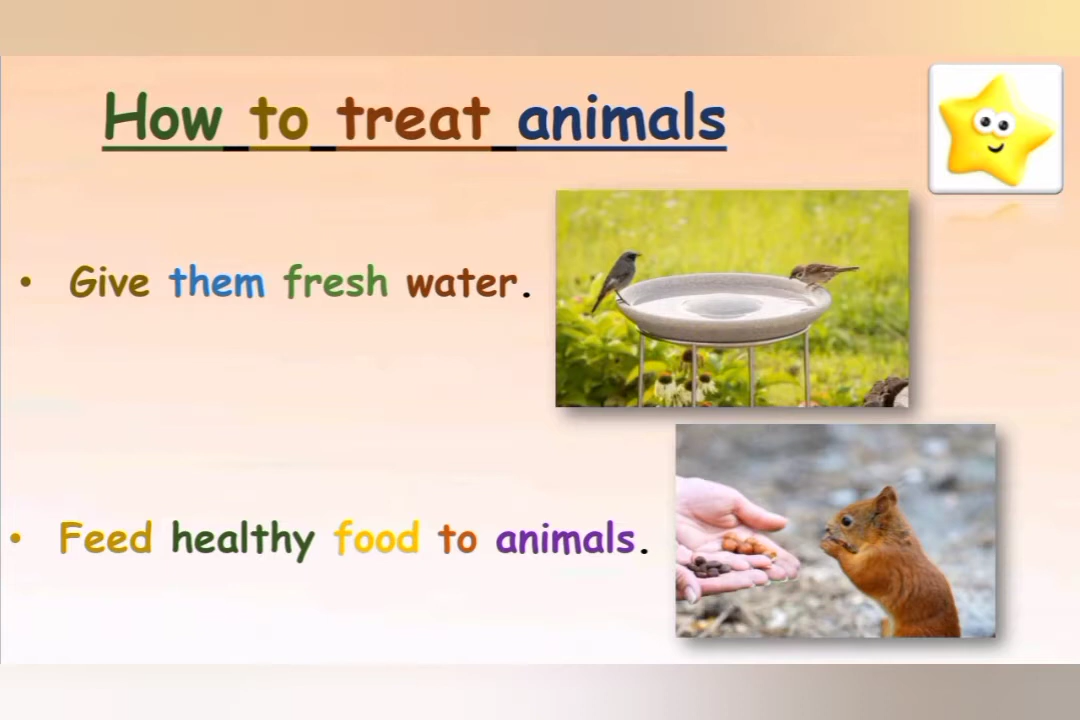 How to treat animals
• Give them fresh water.
• Feed healthy food to animals.